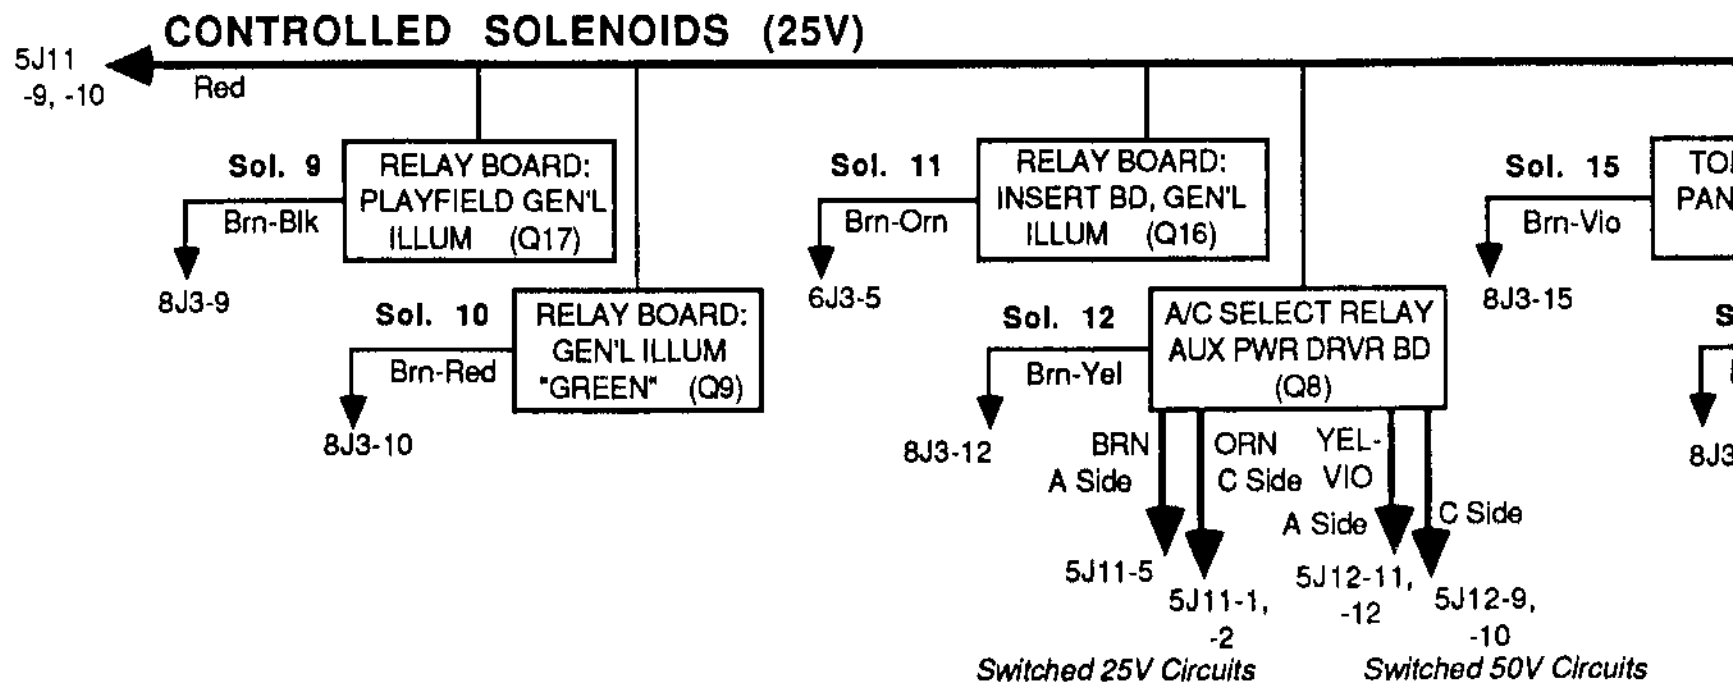 CONTROLLED SOLENOIDS (25V)
5J11
-9, -10
Red
Sol. 9
RELAY BOARD:
PLAYFIELD GEN'L
ILLUM (Q17)
Brn-Blk
8J3-9
Sol. 10
RELAY BOARD:
GEN'L ILLUM
"GREEN" (Q9)
Brn-Red
8J3-10
Sol. 11
RELAY BOARD:
INSERT BD, GEN'L
ILLUM (Q16)
Brn-Orn
6J3-5
Sol. 12
A/C SELECT RELAY
AUX PWR DRVR BD
(Q8)
Brn-Yel
8J3-12
BRN
A Side
5J11-5
ORN
C Side
5J11-1,
-2
YEL-
VIO
A Side
5J12-11,
-12
C Side
5J12-9,
-10
Switched 25V Circuits
Switched 50V Circuits
Sol. 15
Brn-Vio
8J3-15
8J3